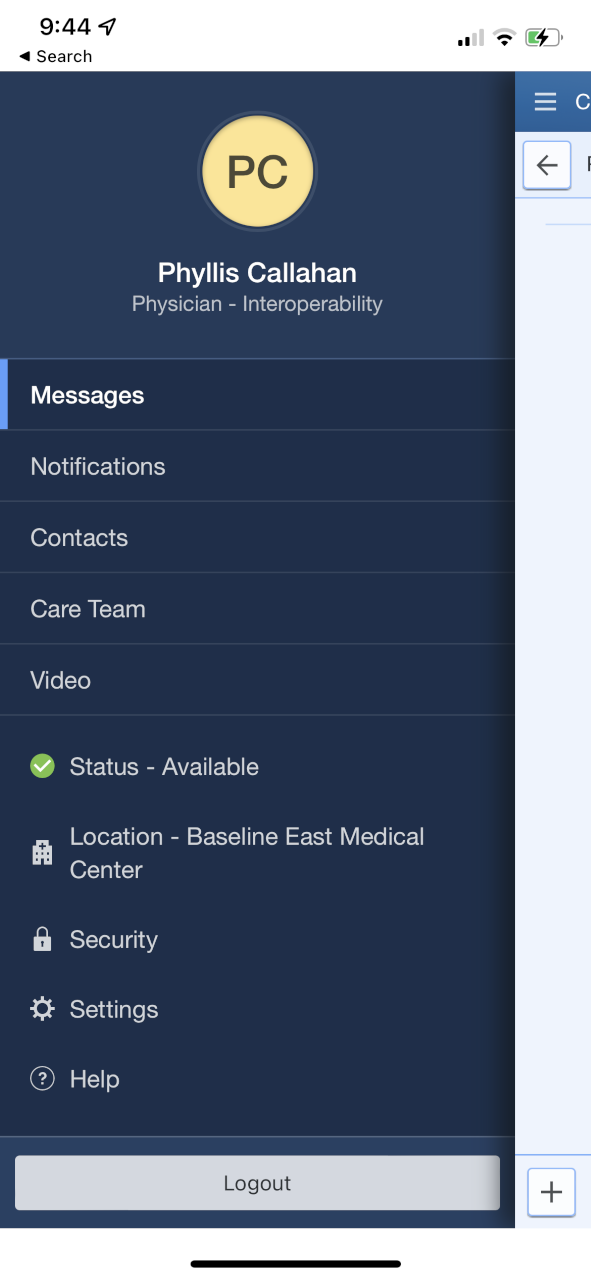 9:44
◀ Search
PC
Phyllis Callahan
Physician - Interoperability
Messages
Notifications
Contacts
Care Team
Video
Status - Available
Location - Baseline East Medical
Center
Security
Settings
? Help
Logout